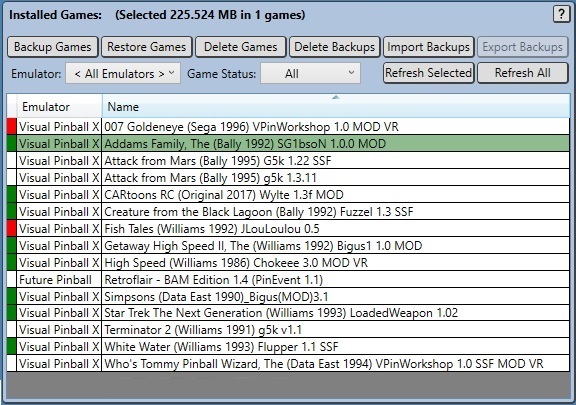 Installed Games: (Selected 225.524 MB in 1 games)
?
Backup Games Restore Games Delete Games Delete Backups Import Backups Export Backups
Emulator: < All Emulators > Game Status: All Refresh Selected Refresh All
Emulator Name
Visual Pinball X 007 Goldeneye (Sega 1996) VPinWorkshop 1.0 MOD VR
Visual Pinball X Addams Family, The (Bally 1992) SG1bsoN 1.0.0 MOD
Visual Pinball X Attack from Mars (Bally 1995) G5k 1.22 SSF
Visual Pinball X Attack from Mars (Bally 1995) g5k 1.3.11
Visual Pinball X CARtoons RC (Original 2017) Wylte 1.3f MOD
Visual Pinball X Creature from the Black Lagoon (Bally 1992) Fuzzel 1.3 SSF
Visual Pinball X Fish Tales (Williams 1992) JLouLoulou 0.5
Visual Pinball X Getaway High Speed II, The (Williams 1992) Bigus1 1.0 MOD
Visual Pinball X High Speed (Williams 1986) Chokeee 3.0 MOD VR
Future Pinball Retroflair - BAM Edition 1.4 (PinEvent 1.1)
Visual Pinball X Simpsons (Data East 1990)_Bigus(MOD)3.1
Visual Pinball X Star Trek The Next Generation (Williams 1993) LoadedWeapon 1.02
Visual Pinball X Terminator 2 (Williams 1991) g5k v1.1
Visual Pinball X White Water (Williams 1993) Flupper 1.1 SSF
Visual Pinball X Who's Tommy Pinball Wizard, The (Data East 1994) VPinWorkshop 1.0 SSF MOD VR